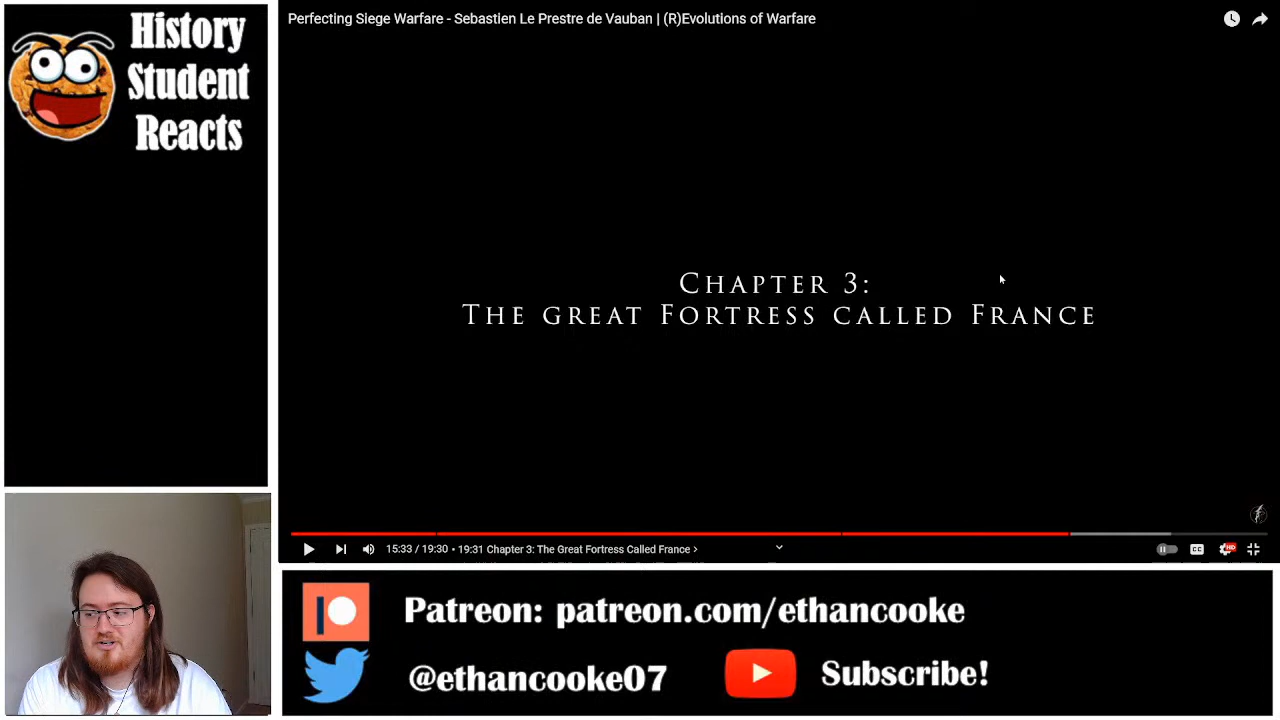 History
Student
Reacts
Perfecting Siege Warfare - Sebastien Le Prestre de Vauban | (R)Evolutions of Warfare
CHAPTER 3:
THE GREAT FORTRESS CALLED FRANCE
15:33 / 19:30 • 19:31 Chapter 3: The Great Fortress Called France >
CC
HD
Patreon: patreon.com/ethancooke
@ethancooke07
Subscribe!